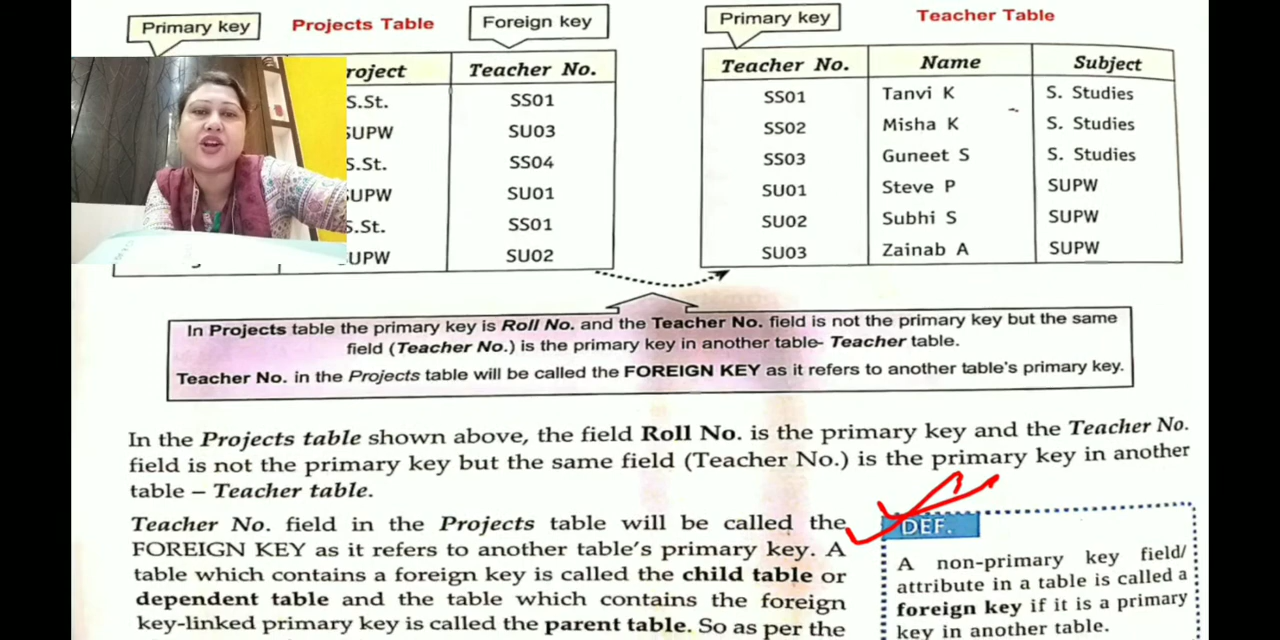 Primary key Projects Table Foreign key
roject Teacher No.
S.St. SS01
SUPW SU03
S.St. SS04
SUPW SU01
S.St. SS01
UPW SU02
Primary key Teacher Table
Teacher No. Name Subject
SS01 Tanvi K S. Studies
SS02 Misha K S. Studies
SS03 Guneet S S. Studies
SU01 Steve P SUPW
SU02 Subhi S SUPW
SU03 Zainab A SUPW
In Projects table the primary key is Roll No. and the Teacher No. field is not the primary key but the same
field (Teacher No.) is the primary key in another table- Teacher table.
Teacher No. in the Projects table will be called the FOREIGN KEY as it refers to another table's primary key.
In the Projects table shown above, the field Roll No. is the primary key and the Teacher No.
field is not the primary key but the same field (Teacher No.) is the primary key in another
table – Teacher table.
Teacher No. field in the Projects table will be called the
FOREIGN KEY as it refers to another table's primary key. A
table which contains a foreign key is called the child table or
dependent table and the table which contains the foreign
key-linked primary key is called the parent table. So as per the
DEF.
A non-primary key field/
attribute in a table is called a
foreign key if it is a primary
key in another table.